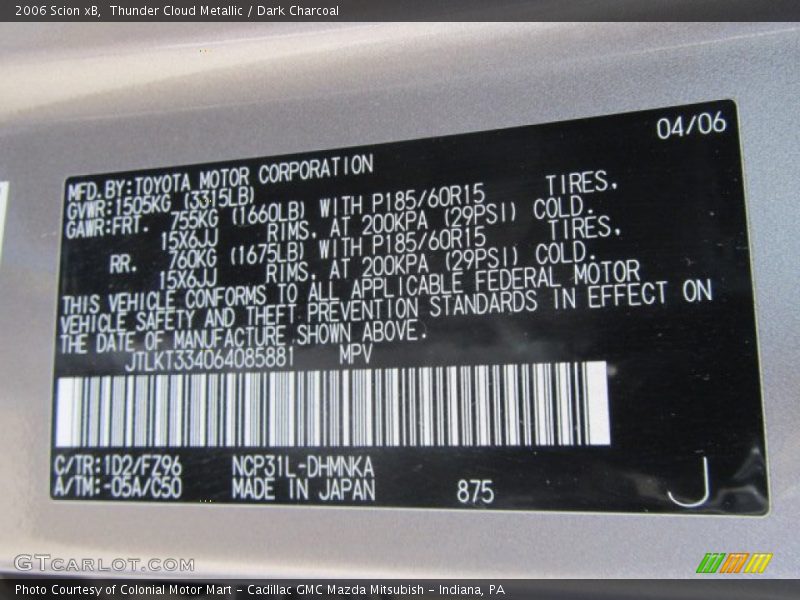 2006 Scion xB,  Thunder Cloud Metallic / Dark Charcoal
04/06
MFD.BY:TOYOTA MOTOR CORPORATION
GVWR:1505KG (3315LB)
GAWR:FRT. 755KG (1660LB) WITH P185/60R15 TIRES,
15X6JJ RIMS, AT 200KPA (29PSI) COLD.
RR. 760KG (1675LB) WITH P185/60R15 TIRES,
15X6JJ RIMS, AT 200KPA (29PSI) COLD.
THIS VEHICLE CONFORMS TO ALL APPLICABLE FEDERAL MOTOR
VEHICLE SAFETY AND THEFT PREVENTION STANDARDS IN EFFECT ON
THE DATE OF MANUFACTURE SHOWN ABOVE.
JTLKT334064085881 MPV
C/TR:1D2/FZ96 NCP31L-DHMNKA
A/TM:-05A/C50 MADE IN JAPAN 875 J
GTCARLOT.COM
Photo Courtesy of Colonial Motor Mart – Cadillac GMC Mazda Mitsubish – Indiana, PA